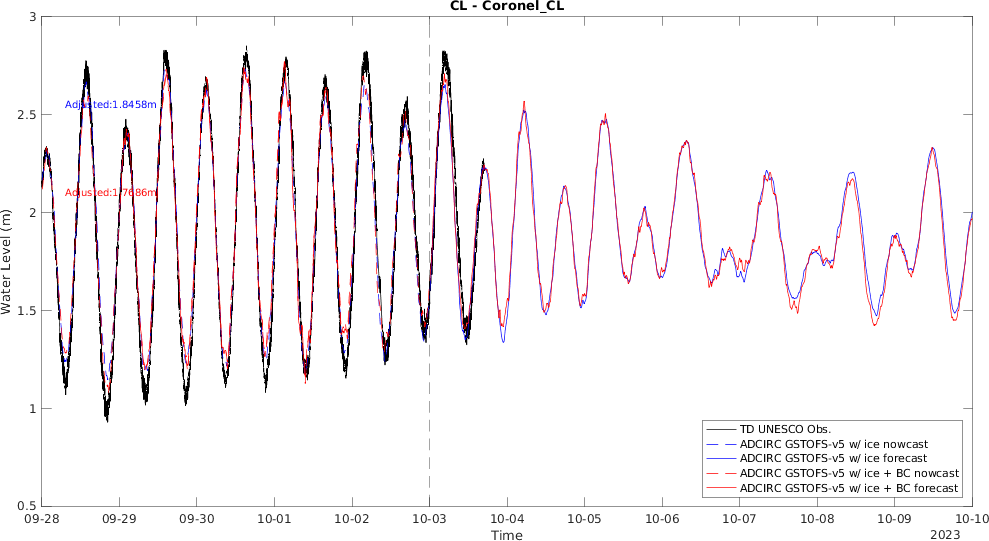 CL - Coronel_CL
3
2.5
2
1.5
1
0.5
Water Level (m)
Adjusted:1.8458m
Adjusted:1.7686m
TD UNESCO Obs.
ADCIRC GSTOFS-v5 w/ ice nowcast
ADCIRC GSTOFS-v5 w/ ice forecast
ADCIRC GSTOFS-v5 w/ ice + BC nowcast
ADCIRC GSTOFS-v5 w/ ice + BC forecast
09-28 09-29 09-30 10-01 10-02 10-03 10-04 10-05 10-06 10-07 10-08 10-09 10-10
Time
2023